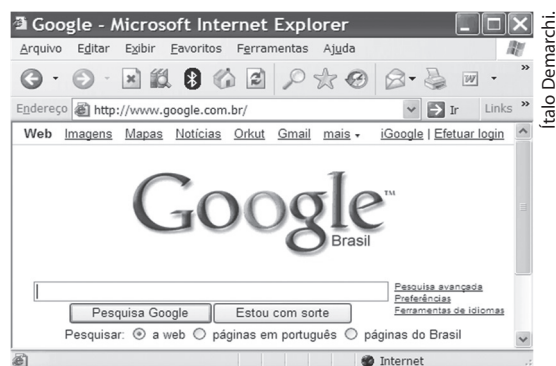 Google - Microsoft Internet Explorer
Arquivo Editar Exibir Favoritos Ferramentas Ajuda
Endereço http://www.google.com.br/ Ir Links »
Web Imagens Mapas Notícias Orkut Gmail mais iGoogle | Efetuar login
Google™
Brasil
Pesquisa avançada
Preferências
Ferramentas de idiomas
Pesquisa Google Estou com sorte
Pesquisar: a web páginas em português páginas do Brasil
Internet
Ítalo Demarchi.